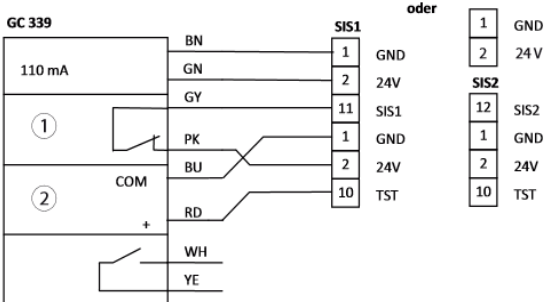 oder
GC 339
SIS1
1 GND
2 24 V
SIS2
110 mA
BN
GN
GY
PK
BU
RD
WH
YE
1
COM
2
+
1 GND
2 24V
11 SIS1
1 GND
2 24V
10 TST
12 SIS2
1 GND
2 24V
10 TST